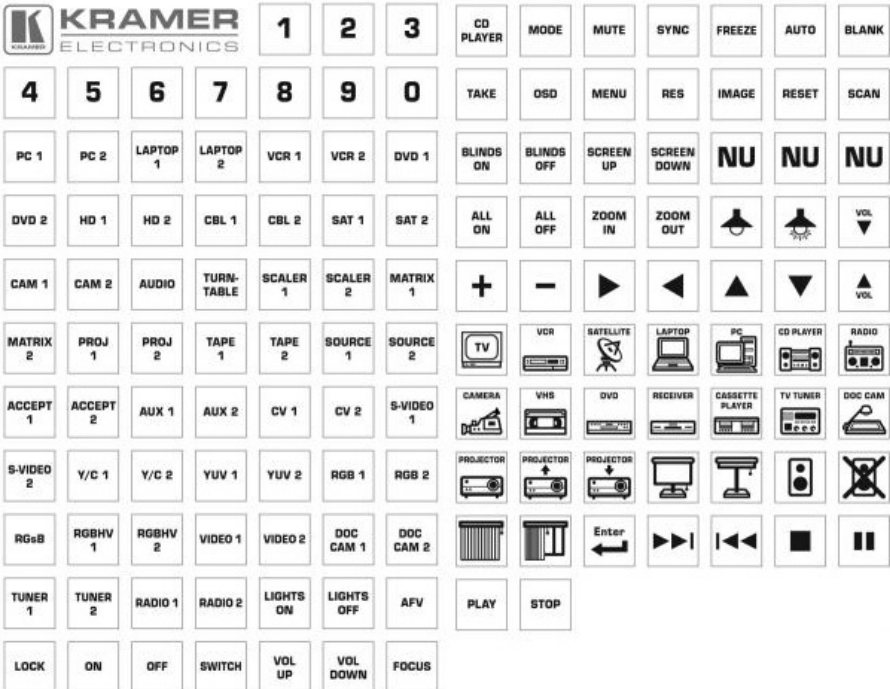 KRAMER
KRAMER
ELECTRONICS
1 2 3
4 5 6 7 8 9 0
PC 1 PC 2 LAPTOP 1 LAPTOP 2 VCR 1 VCR 2 DVD 1
DVD 2 HD 1 HD 2 CBL 1 CBL 2 SAT 1 SAT 2
CAM 1 CAM 2 AUDIO TURN-TABLE SCALER 1 SCALER 2 MATRIX 1
MATRIX 2 PROJ 1 PROJ 2 TAPE 1 TAPE 2 SOURCE 1 SOURCE 2
ACCEPT 1 ACCEPT 2 AUX 1 AUX 2 CV 1 CV 2 S-VIDEO 1
S-VIDEO 2 Y/C 1 Y/C 2 YUV 1 YUV 2 RGB 1 RGB 2
RGsB RGBHV 1 RGBHV 2 VIDEO 1 VIDEO 2 DOC CAM 1 DOC CAM 2
TUNER 1 TUNER 2 RADIO 1 RADIO 2 LIGHTS ON LIGHTS OFF AFV
LOCK ON OFF SWITCH VOL UP VOL DOWN FOCUS
CD PLAYER MODE MUTE SYNC FREEZE AUTO BLANK
TAKE OSD MENU RES IMAGE RESET SCAN
BLINDS ON BLINDS OFF SCREEN UP SCREEN DOWN NU NU NU
ALL ON ALL OFF ZOOM IN ZOOM OUT VOL ▼
+ − ▶ ◀ ▲ ▼ ▲ VOL
TV VCR SATELLITE LAPTOP PC CD PLAYER RADIO
CAMERA VHS DVD RECEIVER CASSETTE PLAYER TV TUNER DOC CAM
PROJECTOR PROJECTOR PROJECTOR
Enter
PLAY STOP